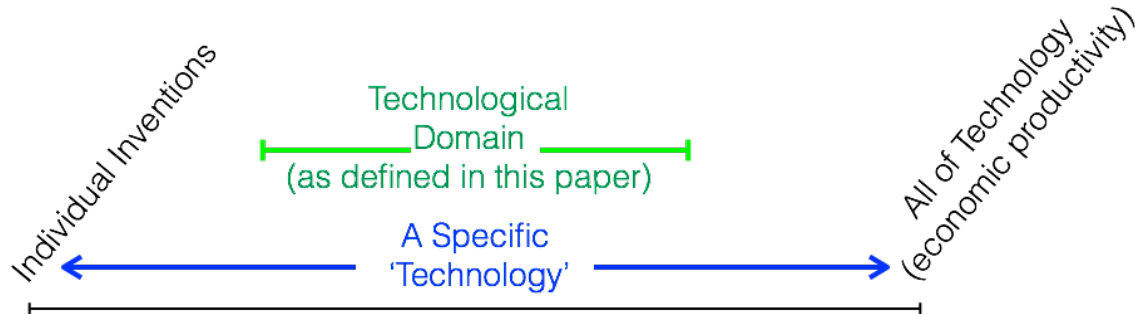 Individual Inventions
Technological
Domain
(as defined in this paper)
A Specific
‘Technology’
All of Technology
(economic productivity)